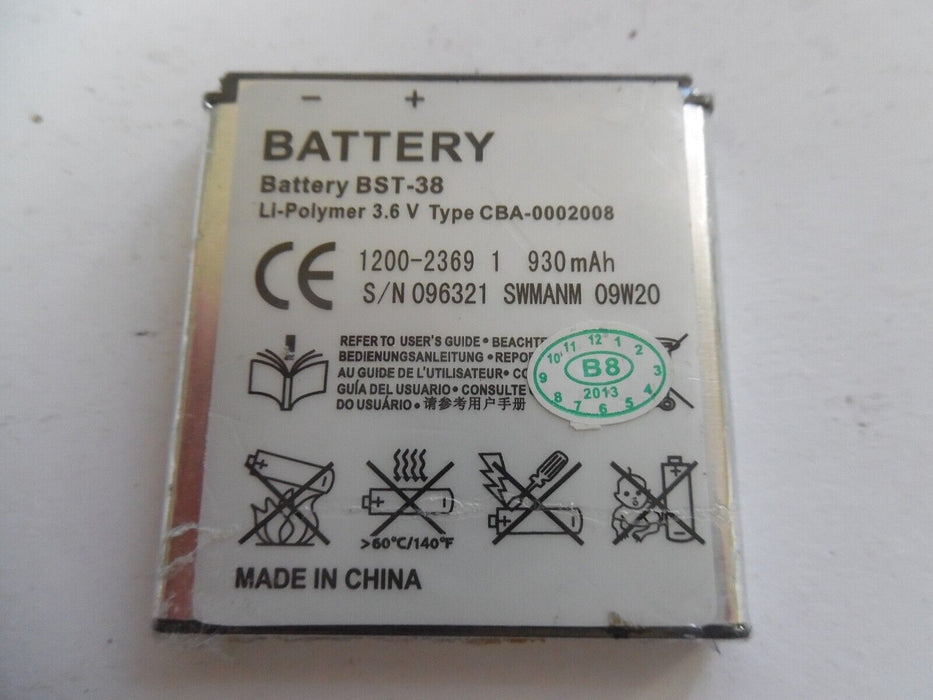 − +
BATTERY
Battery BST-38
Li-Polymer 3.6 V Type CBA-0002008
CE
1200-2369 1 930mAh
S/N 096321 SWMANM 09W20
REFER TO USER'S GUIDE • BEACHTE
BEDIENUNGSANLEITUNG • REPOR
AU GUIDE DE L'UTILISATEUR •
GUÍA DEL USUARIO • CONSULTE
DO USUÁRIO • 请参考用户手册
12 1 2 3 4 5 6 7 8 9 10 11
B8
2013
>60°C/140°F
MADE IN CHINA